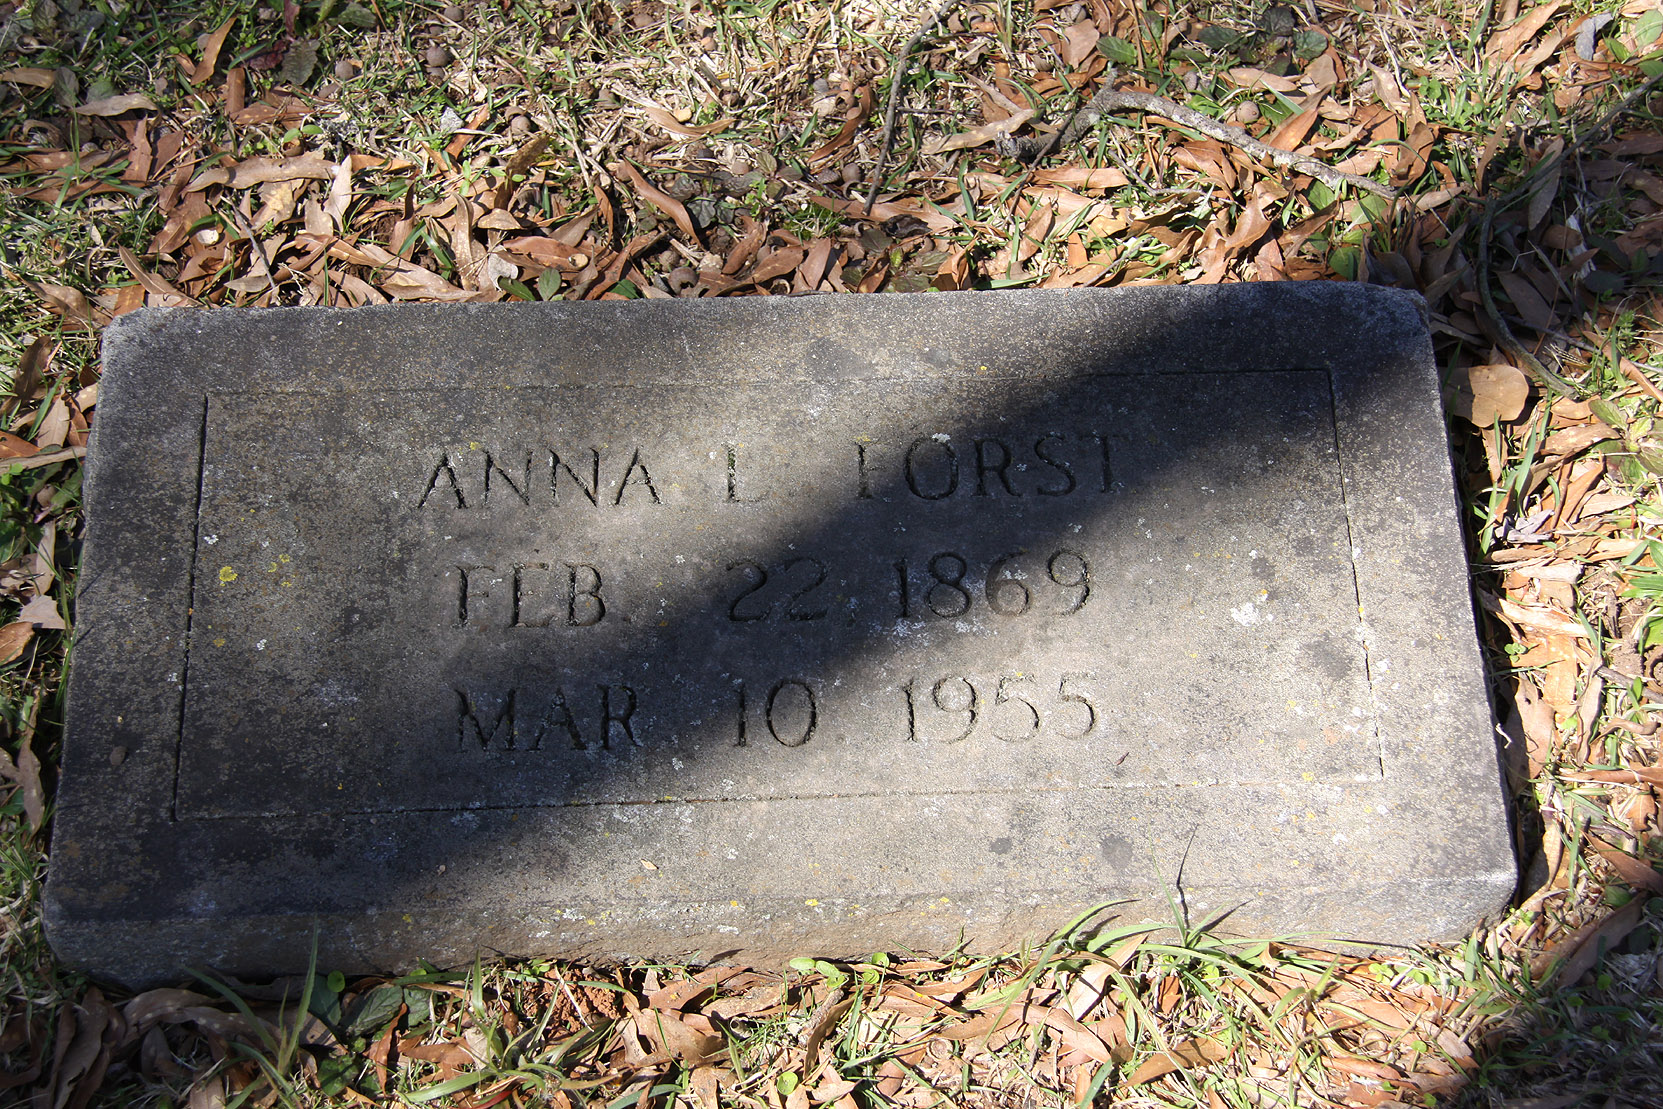 ANNA L. FORST
FEB. 22, 1869
MAR 10 1955